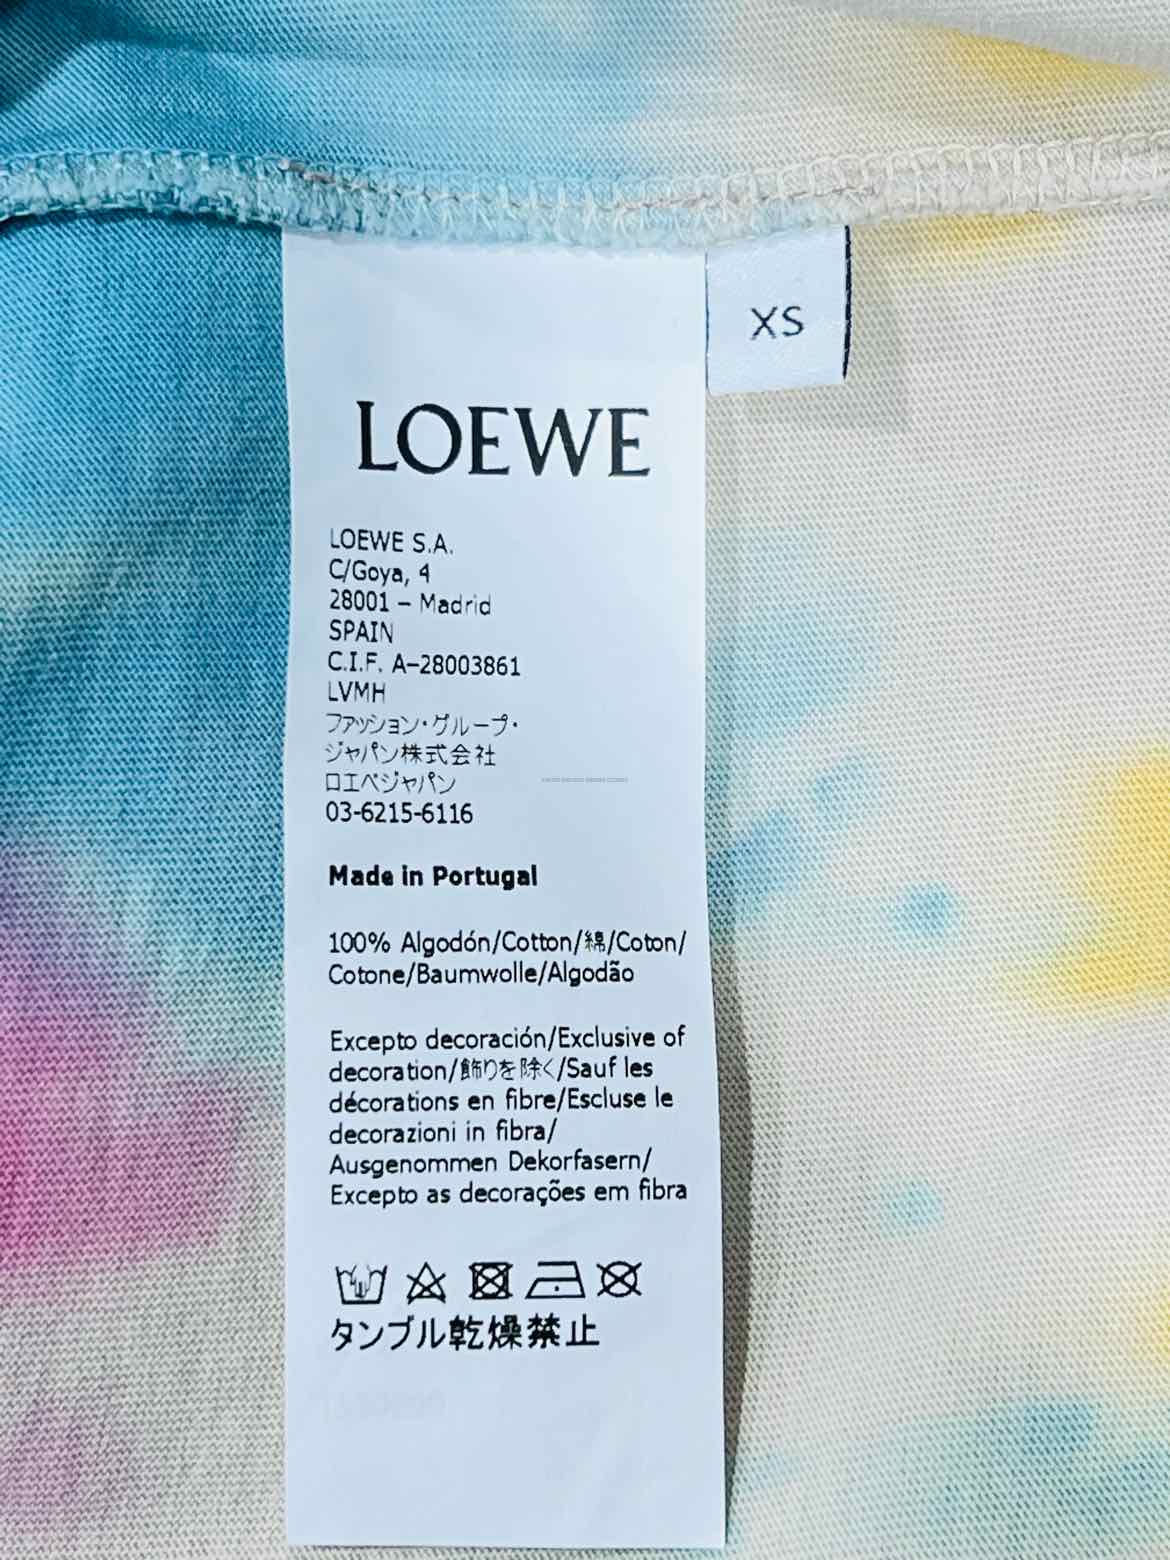 XS
LOEWE
LOEWE S.A.
C/Goya, 4
28001 – Madrid
SPAIN
C.I.F. A–28003861
LVMH
ファッション・グループ・
ジャパン株式会社
ロエベジャパン
03-6215-6116
Made in Portugal
100% Algodón/Cotton/綿/Coton/
Cotone/Baumwolle/Algodão
Excepto decoración/Exclusive of
decoration/飾りを除く/Sauf les
décorations en fibre/Escluse le
decorazioni in fibra/
Ausgenommen Dekorfasern/
Excepto as decorações em fibra
タンブル乾燥禁止